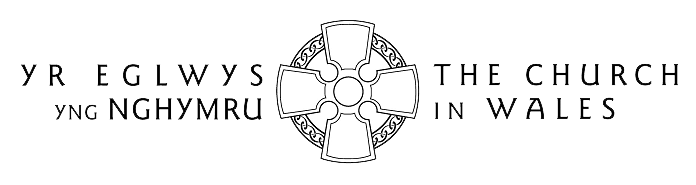 YR EGLWYS
YNG NGHYMRU
THE CHURCH
IN WALES